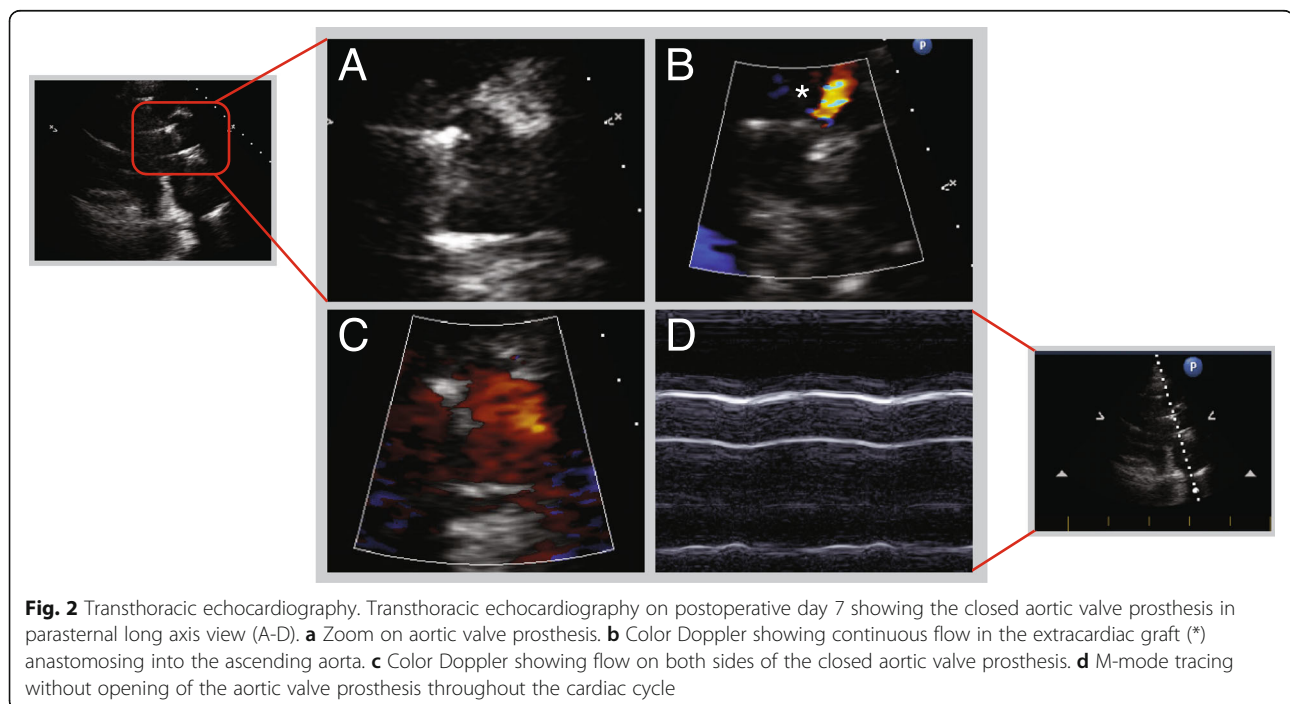 A
B
P
*
C
D
P
Fig. 2 Transthoracic echocardiography. Transthoracic echocardiography on postoperative day 7 showing the closed aortic valve prosthesis in
parasternal long axis view (A-D). a Zoom on aortic valve prosthesis. b Color Doppler showing continuous flow in the extracardiac graft (*)
anastomosing into the ascending aorta. c Color Doppler showing flow on both sides of the closed aortic valve prosthesis. d M-mode tracing
without opening of the aortic valve prosthesis throughout the cardiac cycle